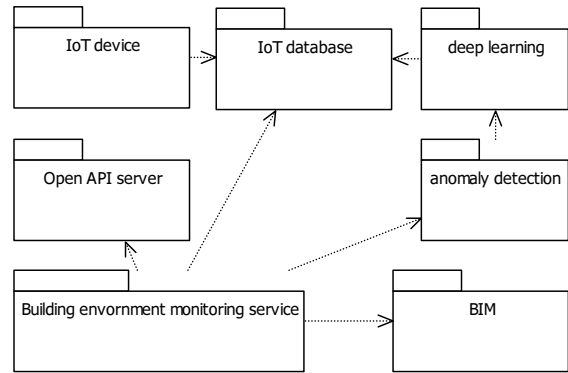 IoT device
IoT database
deep learning
Open API server
anomaly detection
Building envornment monitoring service
BIM